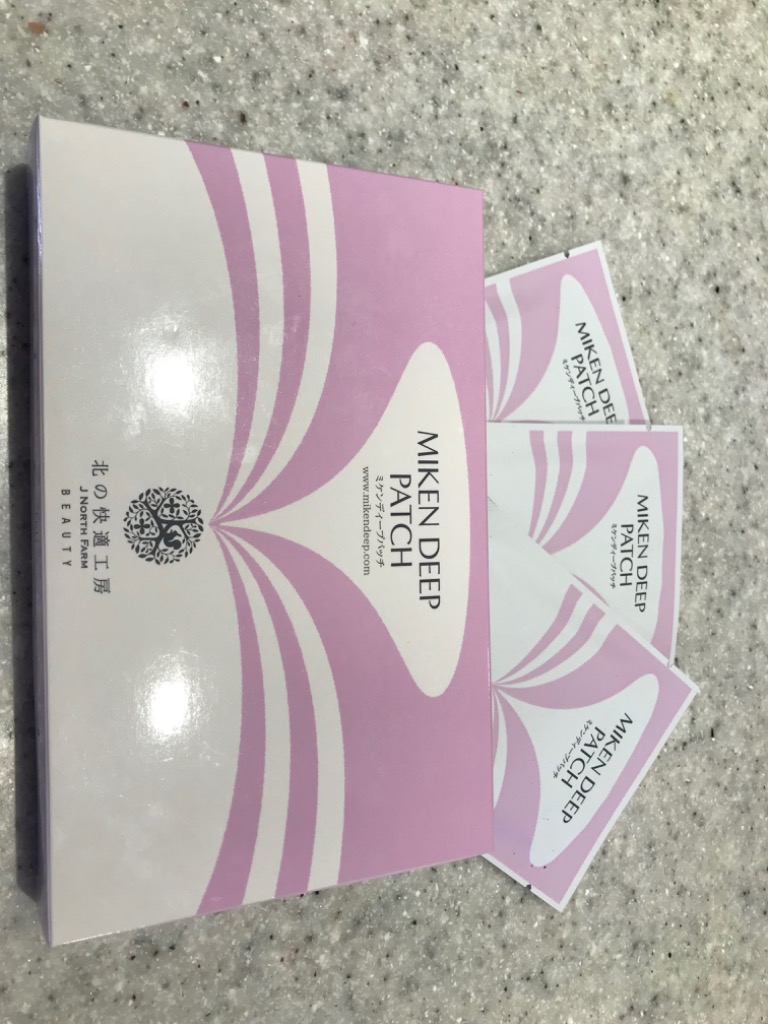 MIKEN DEEP
PATCH
ミケンディープパッチ
www.mikendeep.com
北の快適工房
J NORTH FARM
BEAUTY
MIKEN DEEP
PATCH
ミケンディープパッチ
MIKEN DEEP
PATCH
ミケンディープパッチ
MIKEN DEEP
PATCH
ミケンディープパッチ